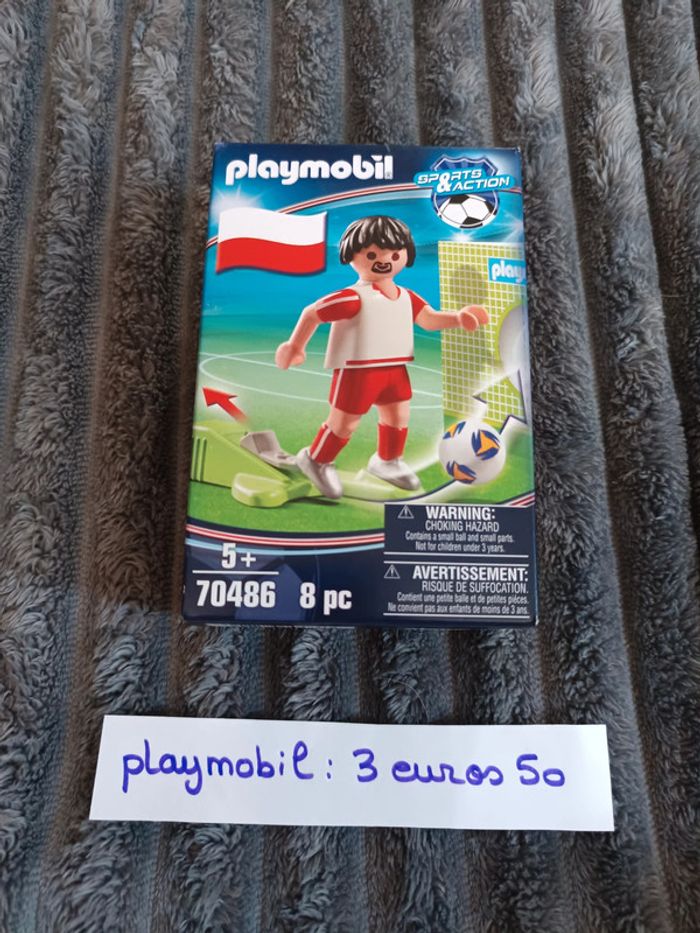 playmobil
SPORTS
& ACTION
play
WARNING:
CHOKING HAZARD
Contains a small ball and small parts.
Not for children under 3 years.
5+
70486 8 pc
AVERTISSEMENT:
RISQUE DE SUFFOCATION.
Contient une petite balle et de petites pièces.
Ne convient pas aux enfants de moins de 3 ans.
playmobil : 3 euros 50